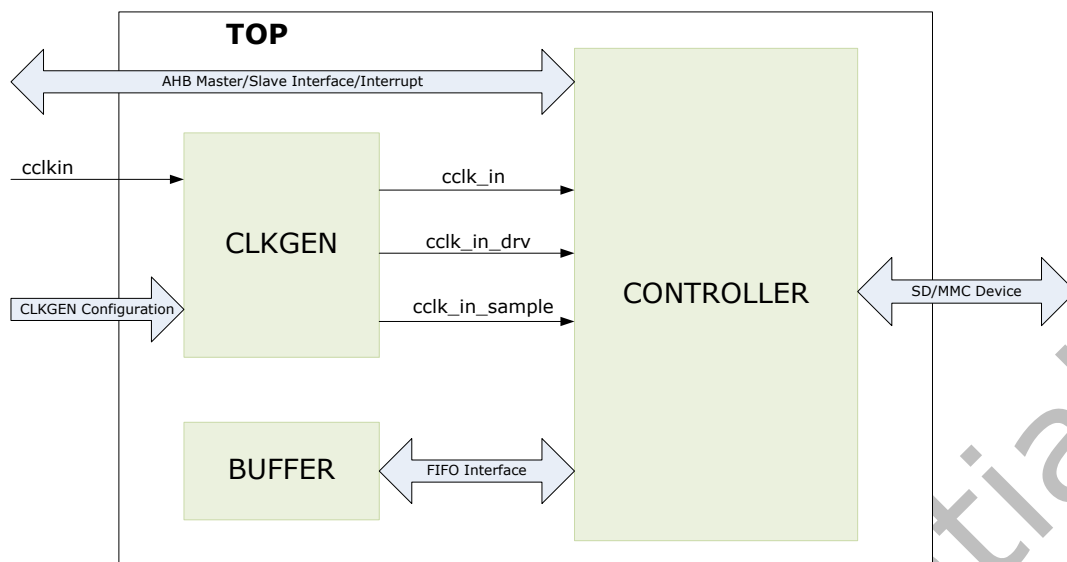 TOP
AHB Master/Slave Interface/Interrupt
cclkin
cclk_in
CLKGEN
cclk_in_drv
CONTROLLER
SD/MMC Device
CLKGEN Configuration
cclk_in_sample
BUFFER
FIFO Interface